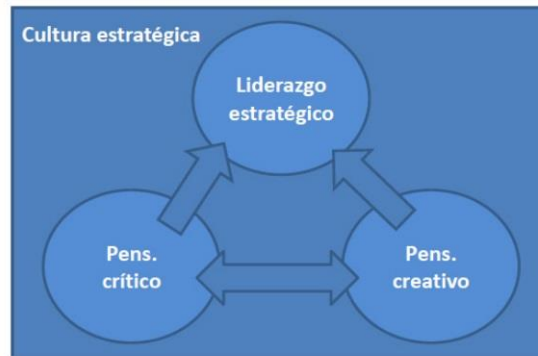 Cultura estratégica
Liderazgo
estratégico
Pens.
crítico
Pens.
creativo